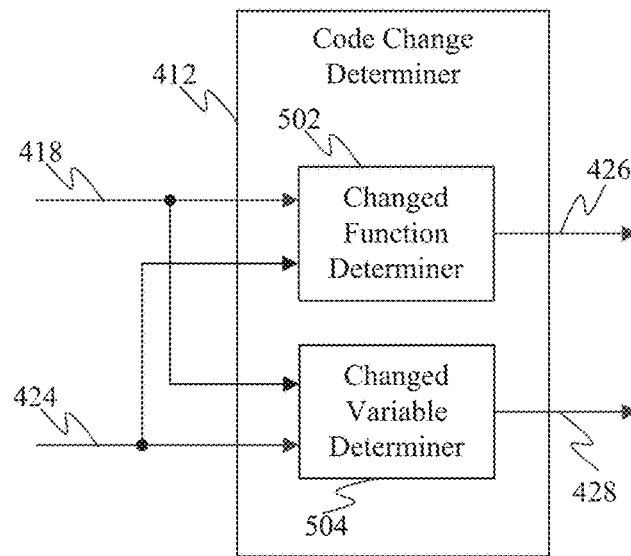 Code Change
Determiner
412
502
418
426
Changed
Function
Determiner
Changed
Variable
Determiner
424
428
504